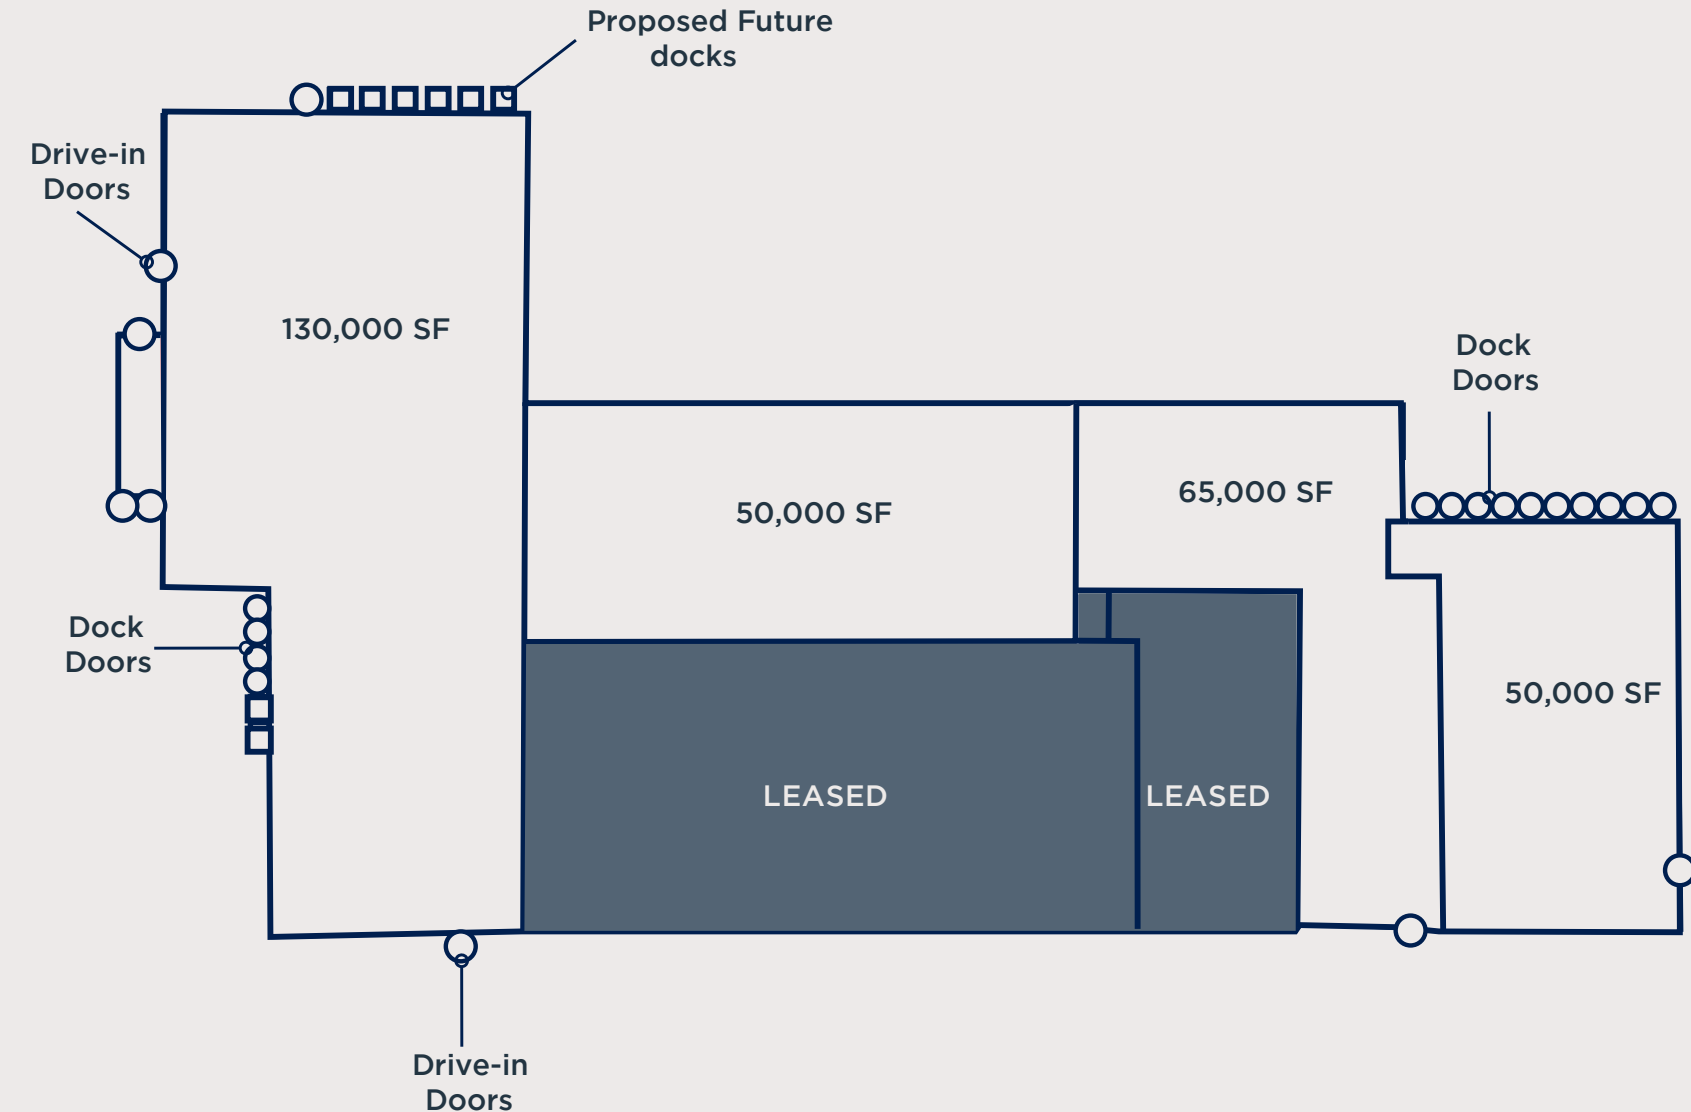 Proposed Future
docks
Drive-in
Doors
130,000 SF
Dock
Doors
50,000 SF
65,000 SF
Dock
Doors
50,000 SF
LEASED
LEASED
Drive-in
Doors